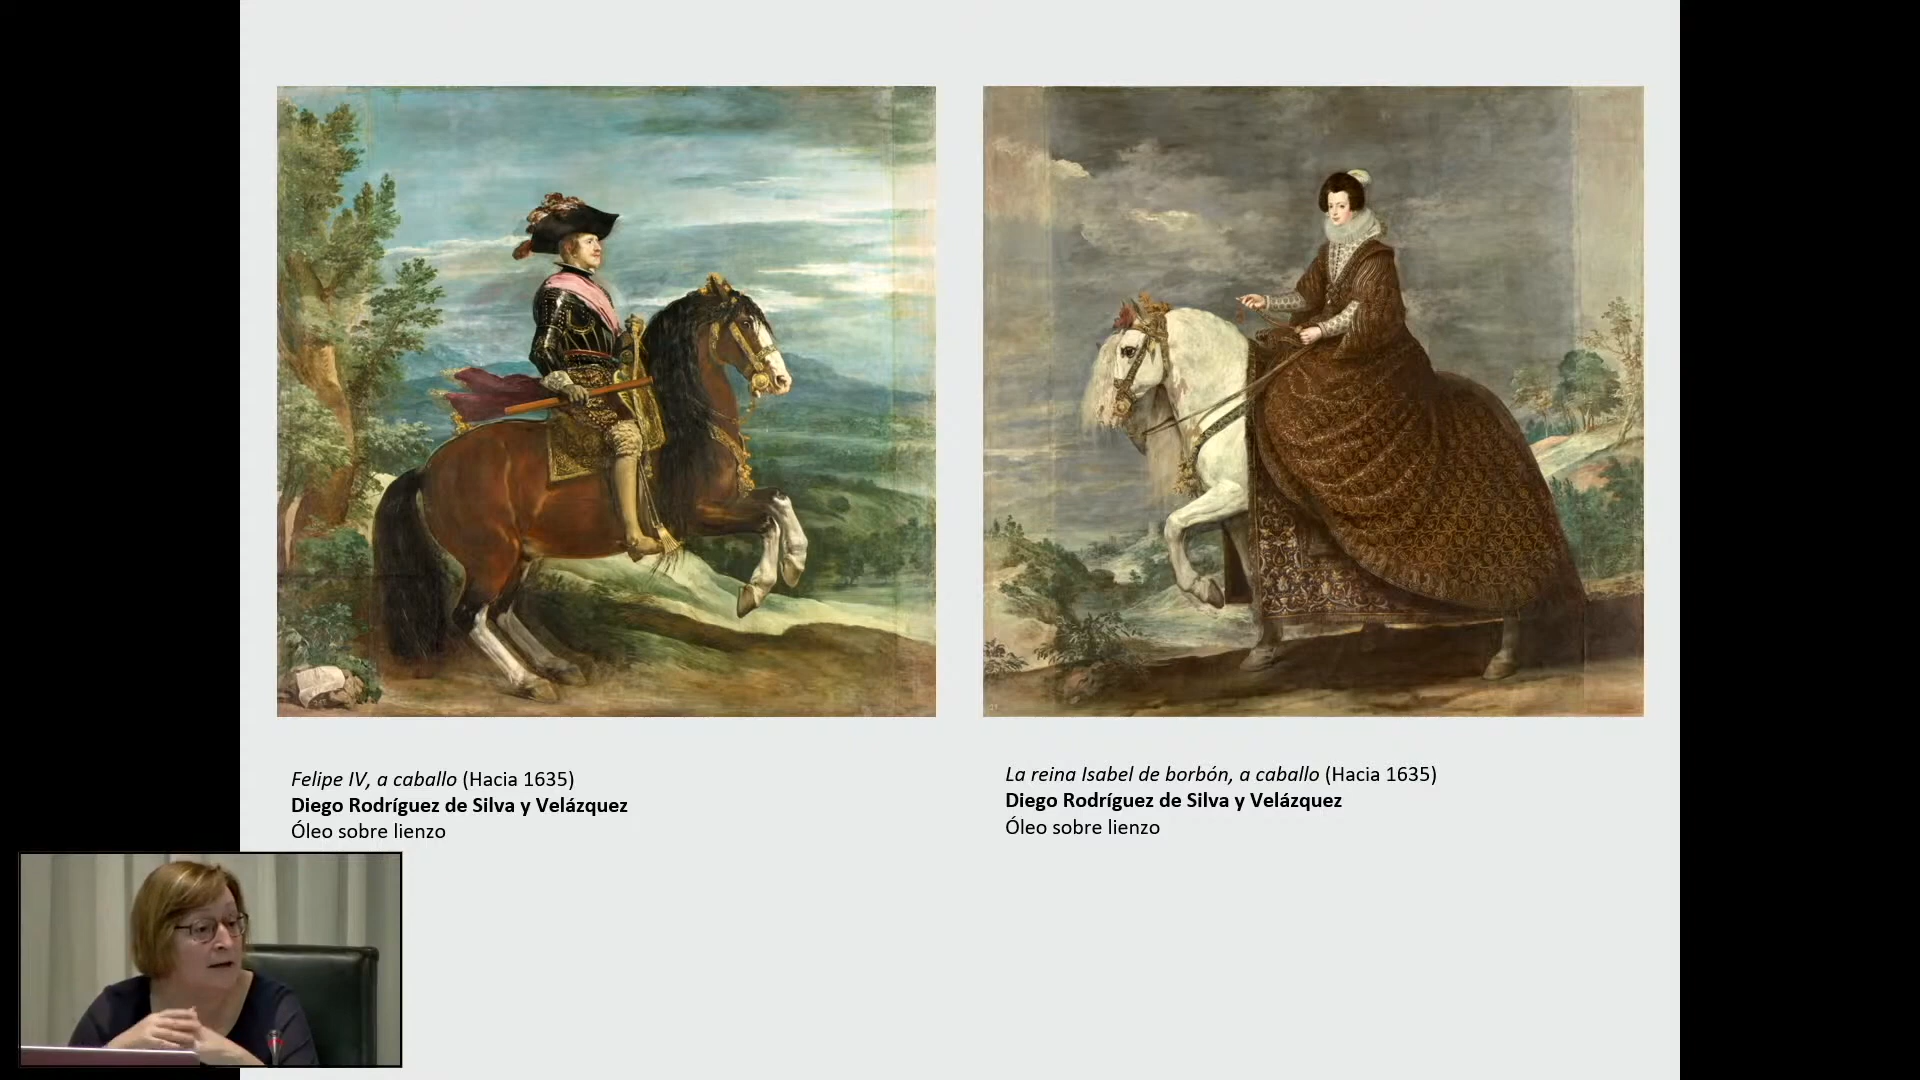 Felipe IV, a caballo (Hacia 1635)
Diego Rodríguez de Silva y Velázquez
Óleo sobre lienzo
La reina Isabel de borbón, a caballo (Hacia 1635)
Diego Rodríguez de Silva y Velázquez
Óleo sobre lienzo